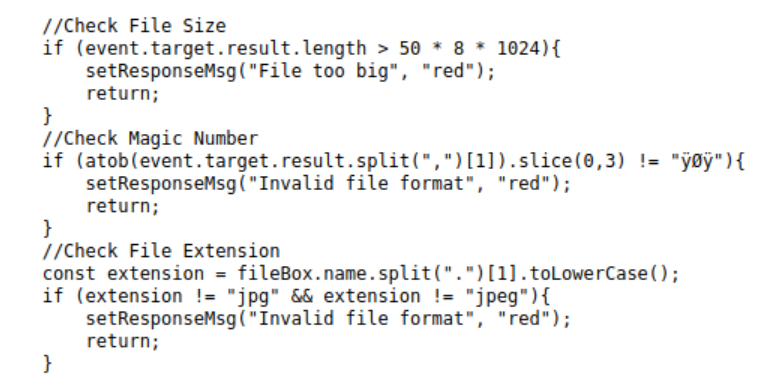 //Check File Size
if (event.target.result.length > 50 * 8 * 1024){
    setResponseMsg("File too big", "red");
    return;
}
//Check Magic Number
if (atob(event.target.result.split(",")[1]).slice(0,3) != "ÿØÿ"){
    setResponseMsg("Invalid file format", "red");
    return;
}
//Check File Extension
const extension = fileBox.name.split(".")[1].toLowerCase();
if (extension != "jpg" && extension != "jpeg"){
    setResponseMsg("Invalid file format", "red");
    return;
}